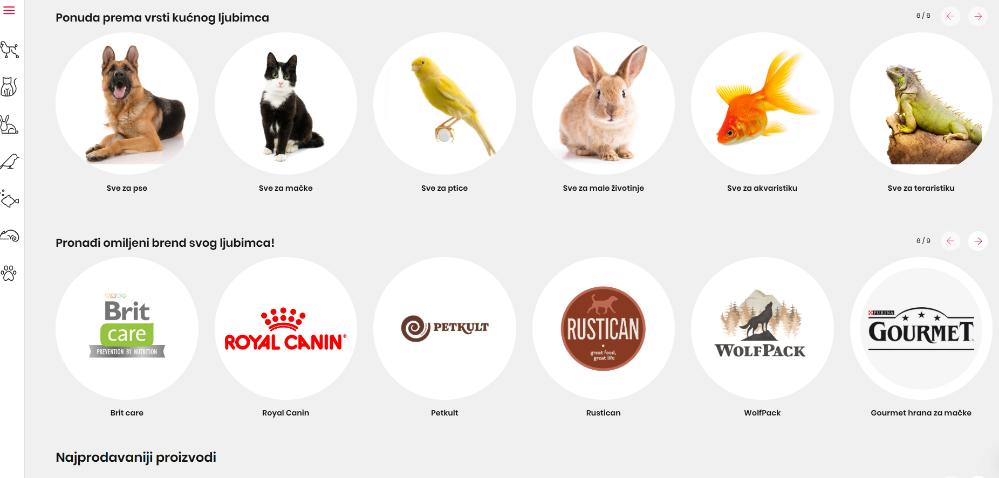 Ponuda prema vrsti kućnog ljubimca
6 / 6
Sve za pse
Sve za mačke
Sve za ptice
Sve za male životinje
Sve za akvaristiku
Sve za teraristiku
Pronađi omiljeni brend svog ljubimca!
6 / 9
Brit
care
PREVENTION BY NUTRITION
ROYAL CANIN®
PETKULT
RUSTICAN
great food,
great life
WOLFPACK
PURINA
GOURMET
Brit care
Royal Canin
Petkult
Rustican
WolfPack
Gourmet hrana za mačke
Najprodavaniji proizvodi